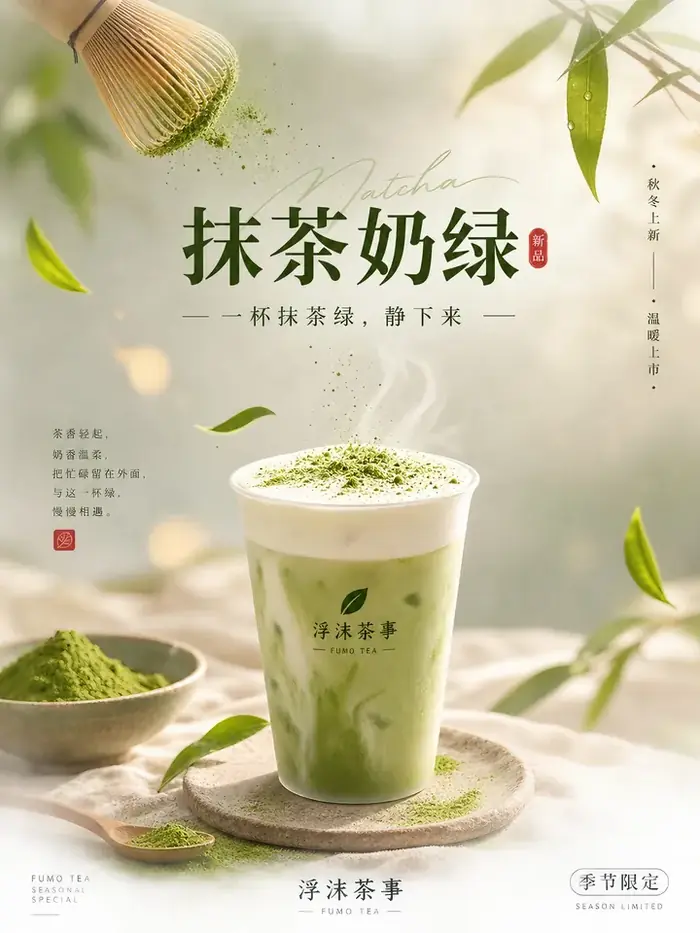 Matcha
抹茶奶绿
新品
一杯抹茶绿，静下来
·秋冬上新 —— ·温暖上市·
茶香轻起，
奶香温柔，
把忙碌留在外面，
与这一杯绿，
慢慢相遇。
浮沫茶事
FUMO TEA
FUMO TEA
SEASONAL
SPECIAL
浮沫茶事
FUMO TEA
季节限定
SEASON LIMITED